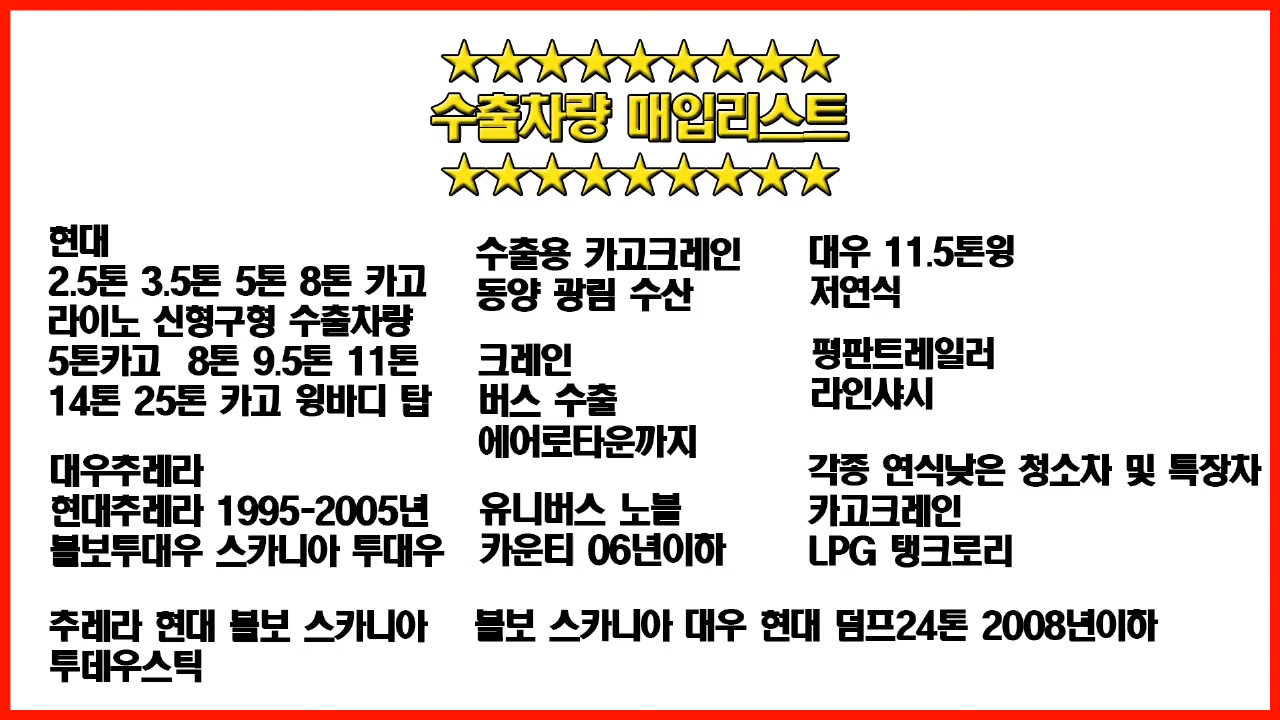 ★★★★★★★★★
수출차량 매입리스트
★★★★★★★★★
현대
2.5톤 3.5톤 5톤 8톤 카고
라이노 신형구형 수출차량
5톤카고 8톤 9.5톤 11톤
14톤 25톤 카고 윙바디 탑
대우추레라
현대추레라 1995-2005년
볼보투대우 스카니아 투대우
추레라 현대 볼보 스카니아
투데우스틱
수출용 카고크레인
동양 광림 수산
크레인
버스 수출
에어로타운까지
유니버스 노블
카운티 06년이하
볼보 스카니아 대우 현대 덤프24톤 2008년이하
대우 11.5톤윙
저연식
평판트레일러
라인샤시
각종 연식낮은 청소차 및 특장차
카고크레인
LPG 탱크로리